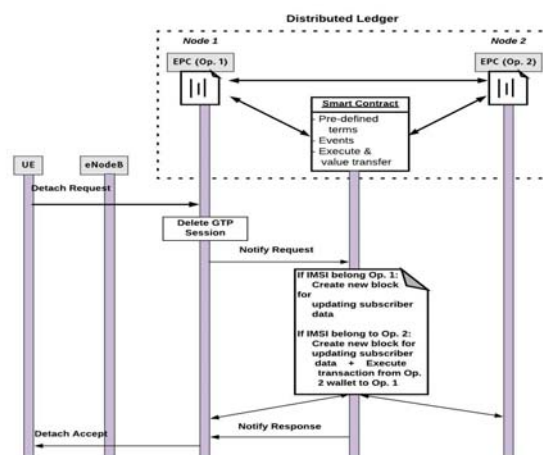 Distributed Ledger
Node 1
Node 2
EPC (Op. 1)
EPC (Op. 2)
Smart Contract
- Pre-defined
terms
- Events
- Execute &
value transfer
UE
eNodeB
Detach Request
Delete GTP
Session
Notify Request
If IMSI belong Op. 1:
Create new block
for
updating subscriber
data
If IMSI belong to Op. 2:
Create new block for
updating subscriber
data + Execute
transaction from Op.
2 wallet to Op. 1
Notify Response
Detach Accept